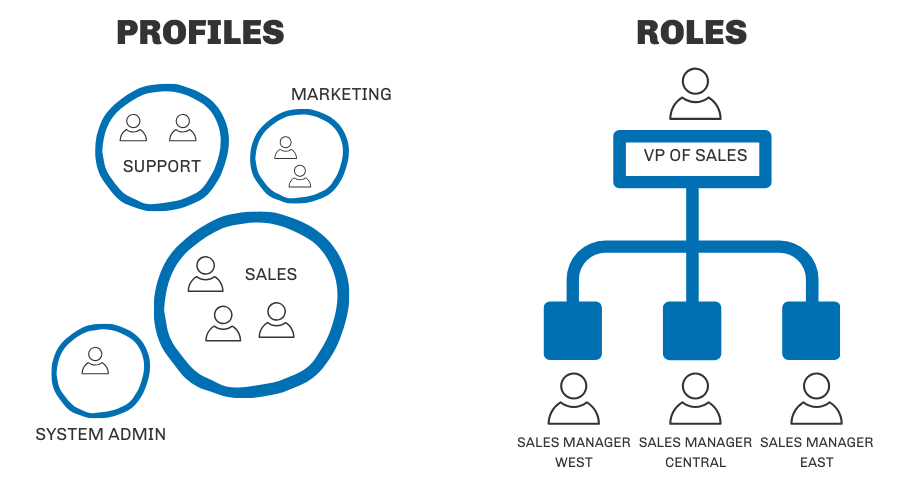 PROFILES
ROLES
MARKETING
SUPPORT
SALES
SYSTEM ADMIN
VP OF SALES
SALES MANAGER
WEST
SALES MANAGER
CENTRAL
SALES MANAGER
EAST